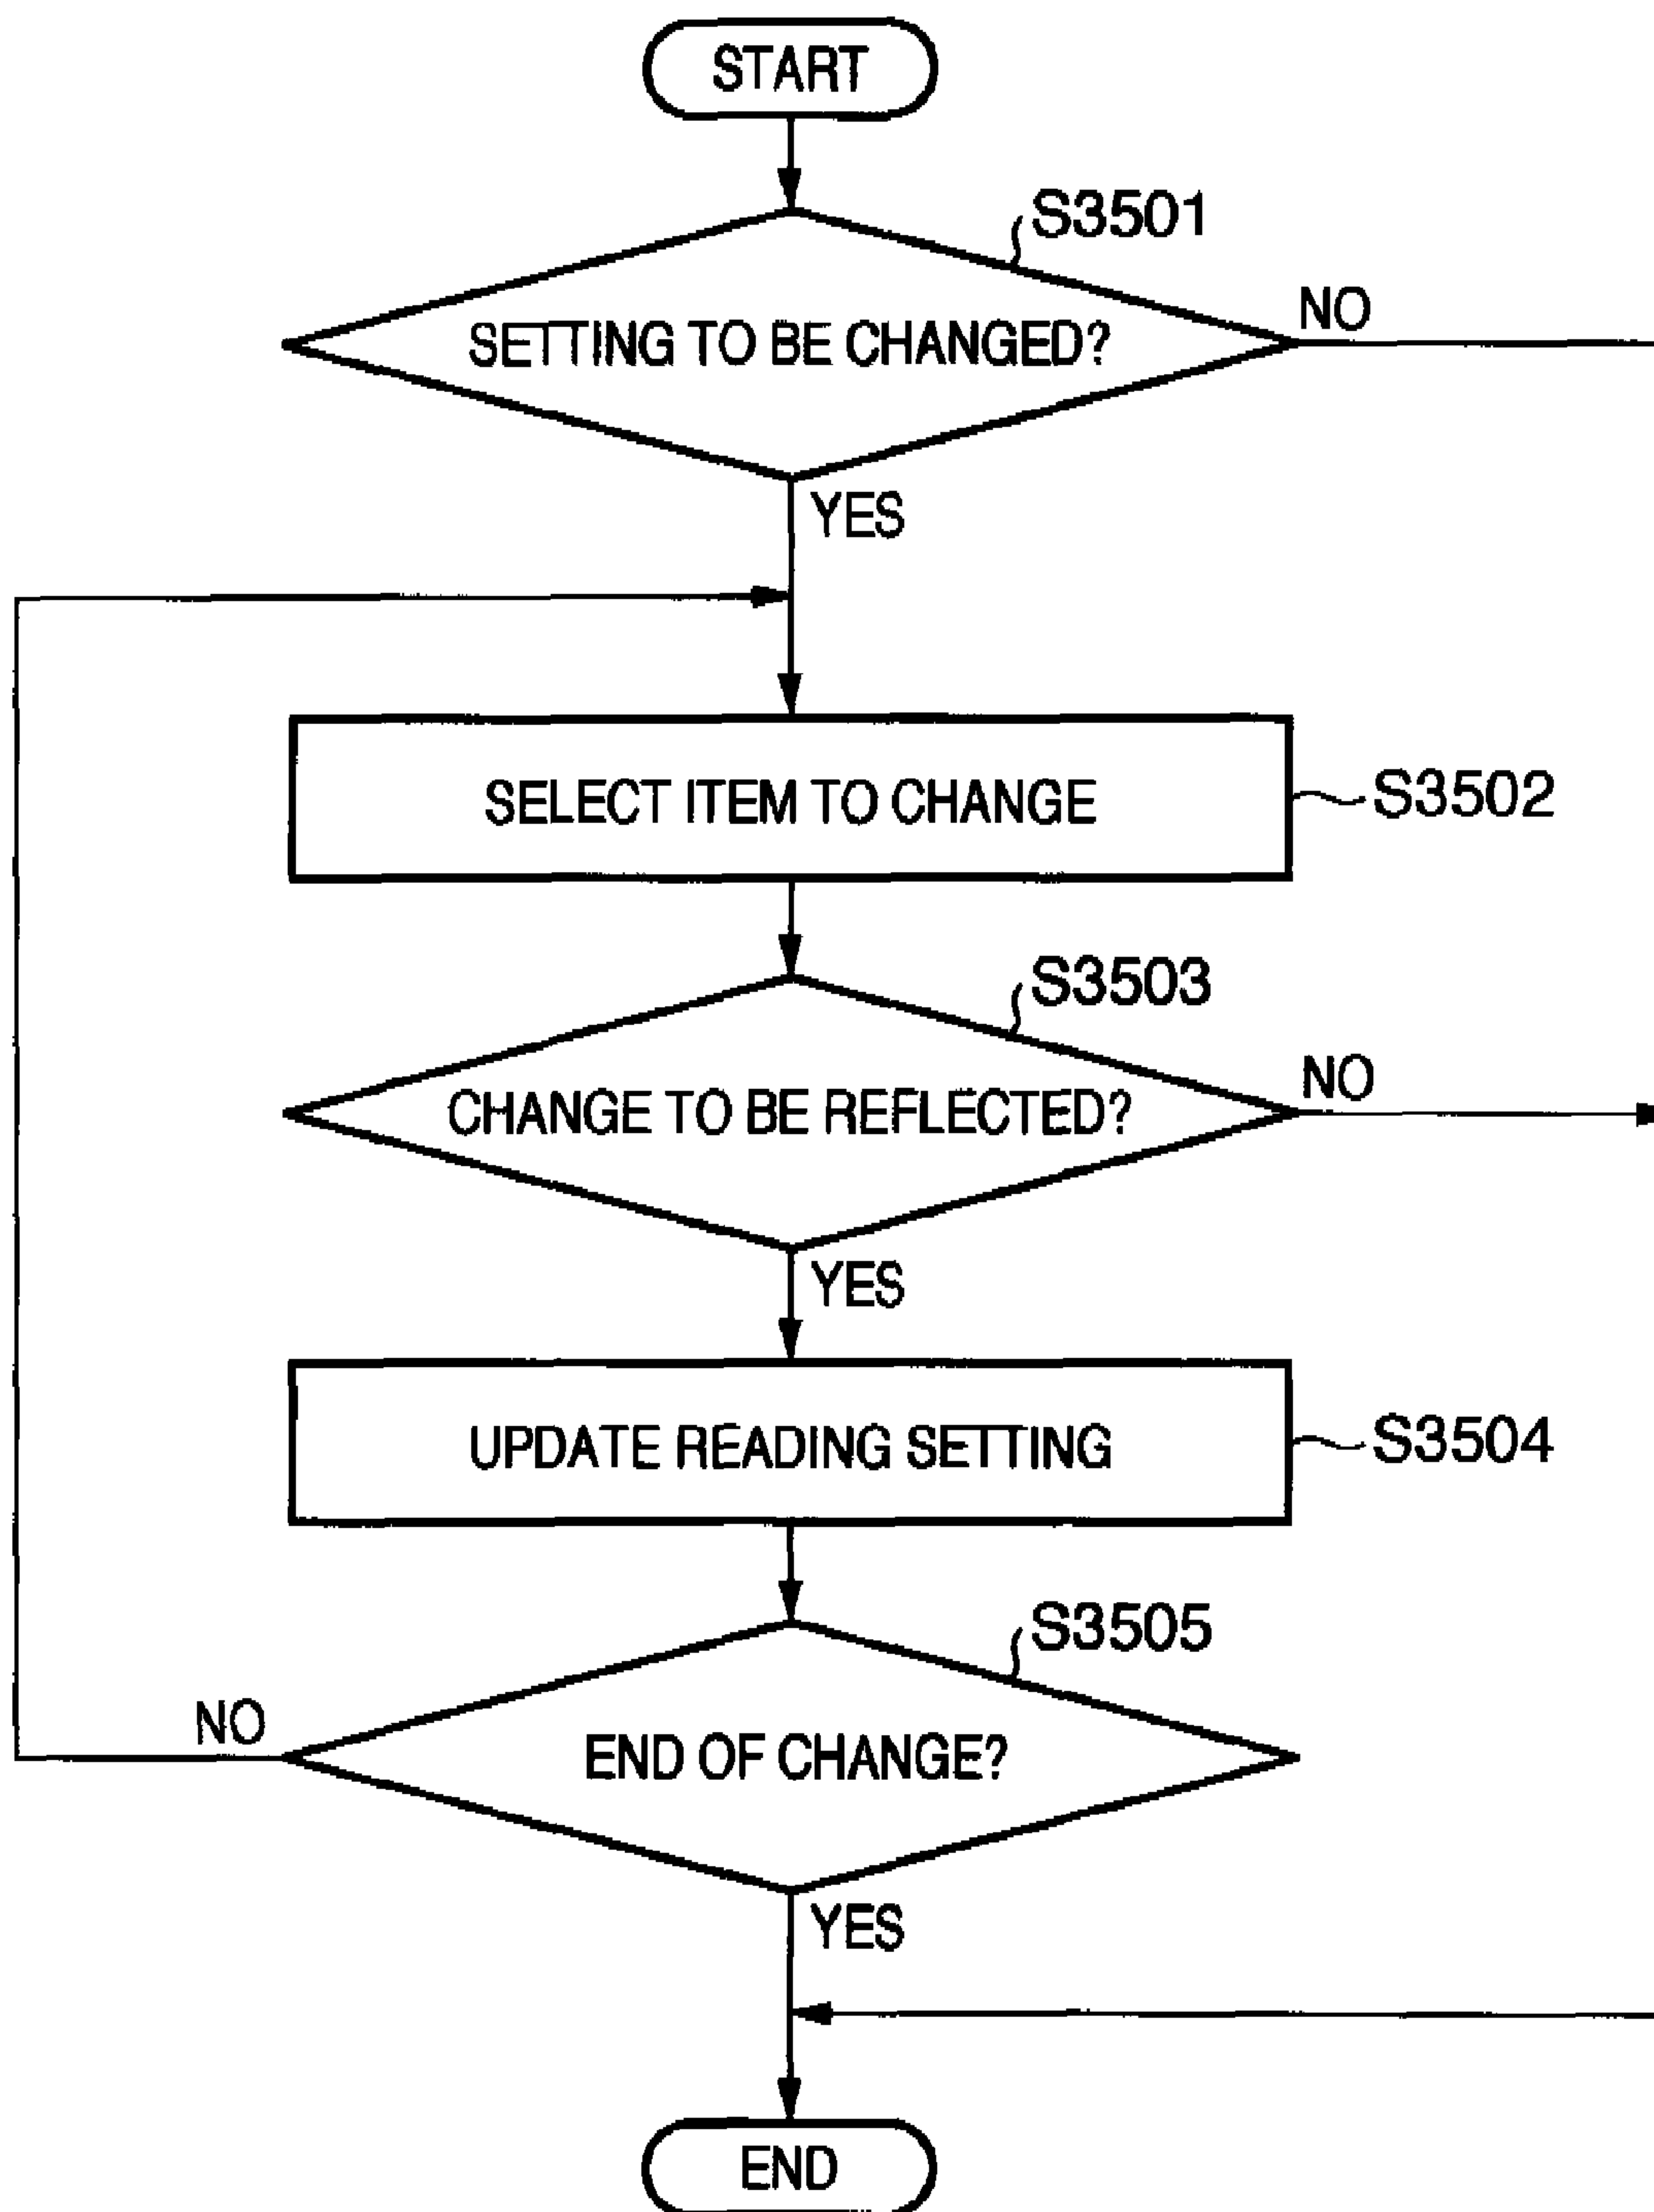 START
S3501
SETTING TO BE CHANGED?
NO
YES
SELECT ITEM TO CHANGE
S3502
S3503
CHANGE TO BE REFLECTED?
NO
YES
UPDATE READING SETTING
S3504
S3505
NO
END OF CHANGE?
YES
END